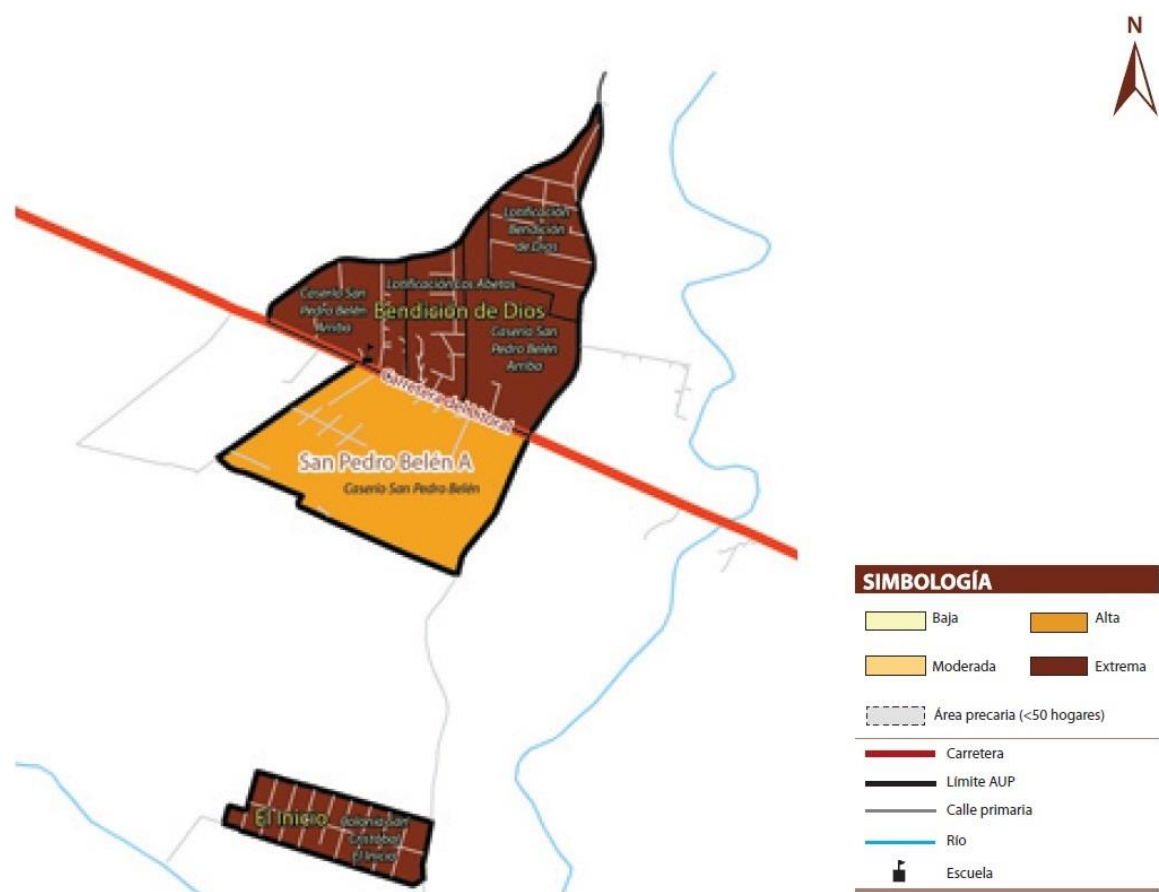 N
Lotificación
Bendición
de Dios
Lotificación Los Abetos
Caserío San
Pedro Belén
Arriba
Bendición de Dios
Caserío San
Pedro Belén
Arriba
Carretera del Litoral
San Pedro Belén A
Caserío San Pedro Belén
El Inicio
Colonia San
Cristóbal
El Inicio
SIMBOLOGÍA
Baja
Alta
Moderada
Extrema
Área precaria (<50 hogares)
Carretera
Límite AUP
Calle primaria
Río
Escuela